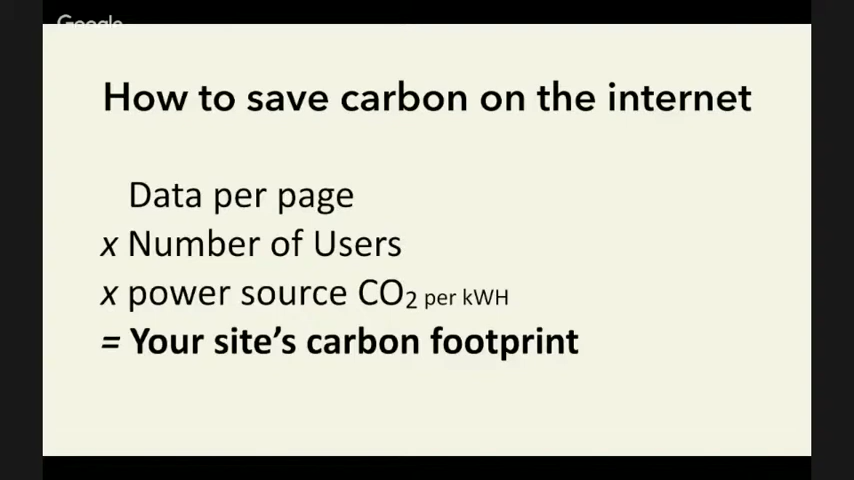 Google
How to save carbon on the internet
Data per page
x Number of Users
x power source CO₂ per kWH
= Your site's carbon footprint